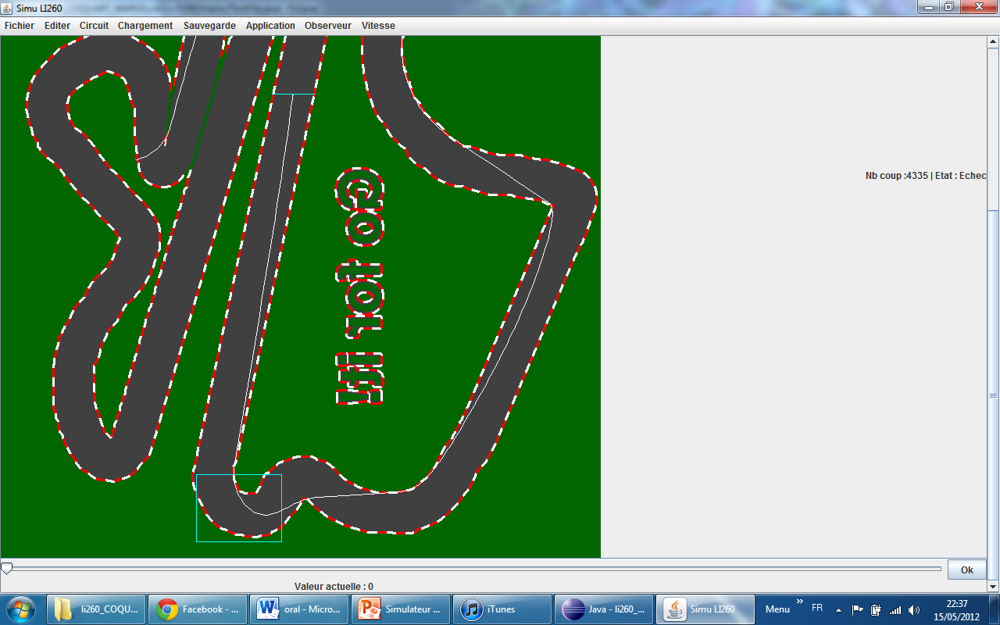 Simu LI260
Fichier Editer Circuit Chargement Sauvegarde Application Observeur Vitesse
Nb coup :4335 | Etat : Echec
Go for
Ok
Valeur actuelle : 0
li260_COQU... Facebook - ... oral - Micro... Simulateur ... iTunes Java - li260_... Simu LI260 Menu » FR 22:37
15/05/2012